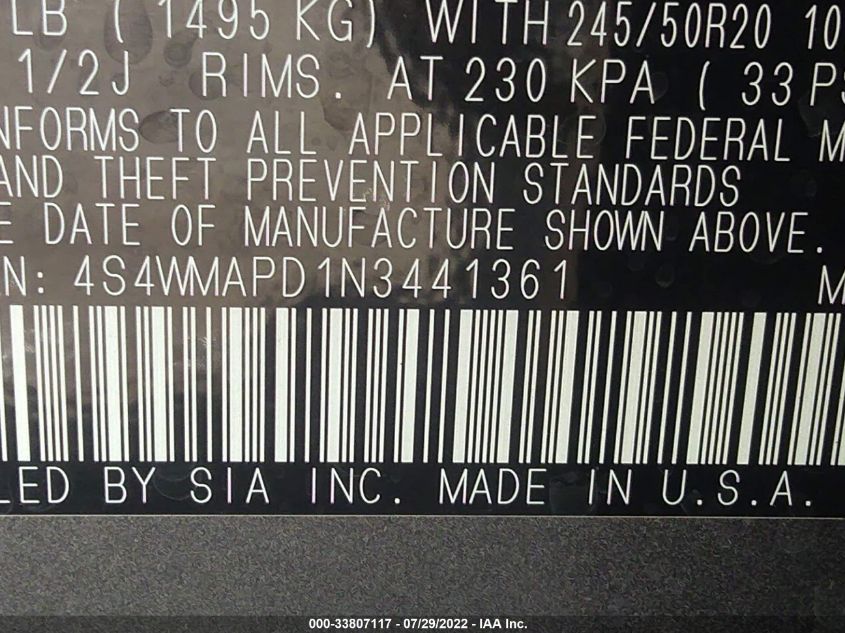 LB ( 1495 KG) WITH 245/50R20 10
1/2J RIMS. AT 230 KPA ( 33 PS
NFORMS TO ALL APPLICABLE FEDERAL M
AND THEFT PREVENTION STANDARDS
E DATE OF MANUFACTURE SHOWN ABOVE.
N: 4S4WMAPD1N3441361 M
LED BY SIA INC. MADE IN U.S.A.
000-33807117 - 07/29/2022 - IAA Inc.